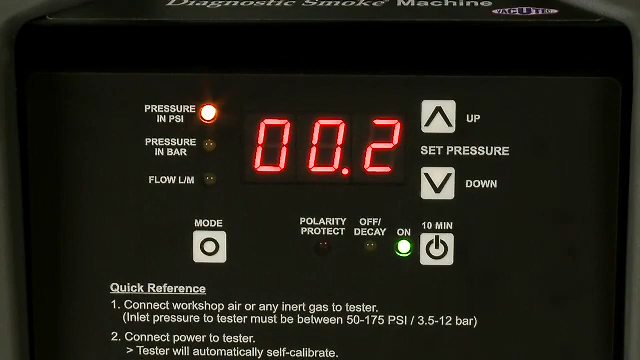 Diagnostic Smoke® Machine
VACUTEC
PRESSURE
IN PSI
00.2
UP
PRESSURE
IN BAR
SET PRESSURE
FLOW L/M
DOWN
MODE
POLARITY
PROTECT
OFF/
DECAY
ON
10 MIN
Quick Reference
1. Connect workshop air or any inert gas to tester.
(Inlet pressure to tester must be between 50-175 PSI / 3.5-12 bar)
2. Connect power to tester.
> Tester will automatically self-calibrate.